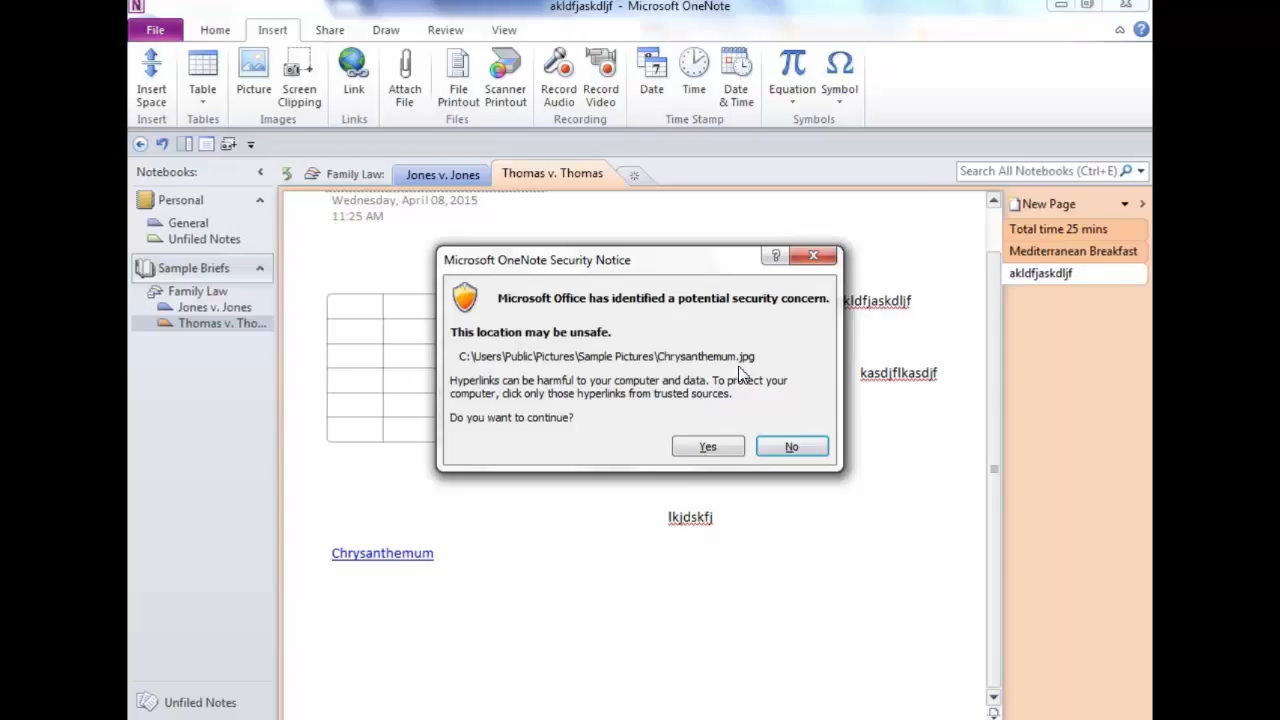 akldfjaskdljf - Microsoft OneNote
File Home Insert Share Draw Review View
Insert Space
Table
Picture
Screen Clipping
Link
Attach File
File Printout
Scanner Printout
Record Audio
Record Video
Date
Time
Date & Time
Equation
Symbol
Insert Tables Images Links Files Recording Time Stamp Symbols
Notebooks:
Personal
General
Unfiled Notes
Sample Briefs
Family Law
Jones v. Jones
Thomas v. Tho...
Unfiled Notes
Family Law: Jones v. Jones Thomas v. Thomas
Search All Notebooks (Ctrl+E)
Wednesday, April 08, 2015
11:25 AM
Microsoft OneNote Security Notice
Microsoft Office has identified a potential security concern.
This location may be unsafe.
C:\Users\Public\Pictures\Sample Pictures\Chrysanthemum.jpg
Hyperlinks can be harmful to your computer and data. To protect your
computer, click only those hyperlinks from trusted sources.
Do you want to continue?
Yes No
kldfjaskdljf
kasdjflkasdjf
lkjdskfj
Chrysanthemum
New Page
Total time 25 mins
Mediterranean Breakfast
akldfjaskdljf